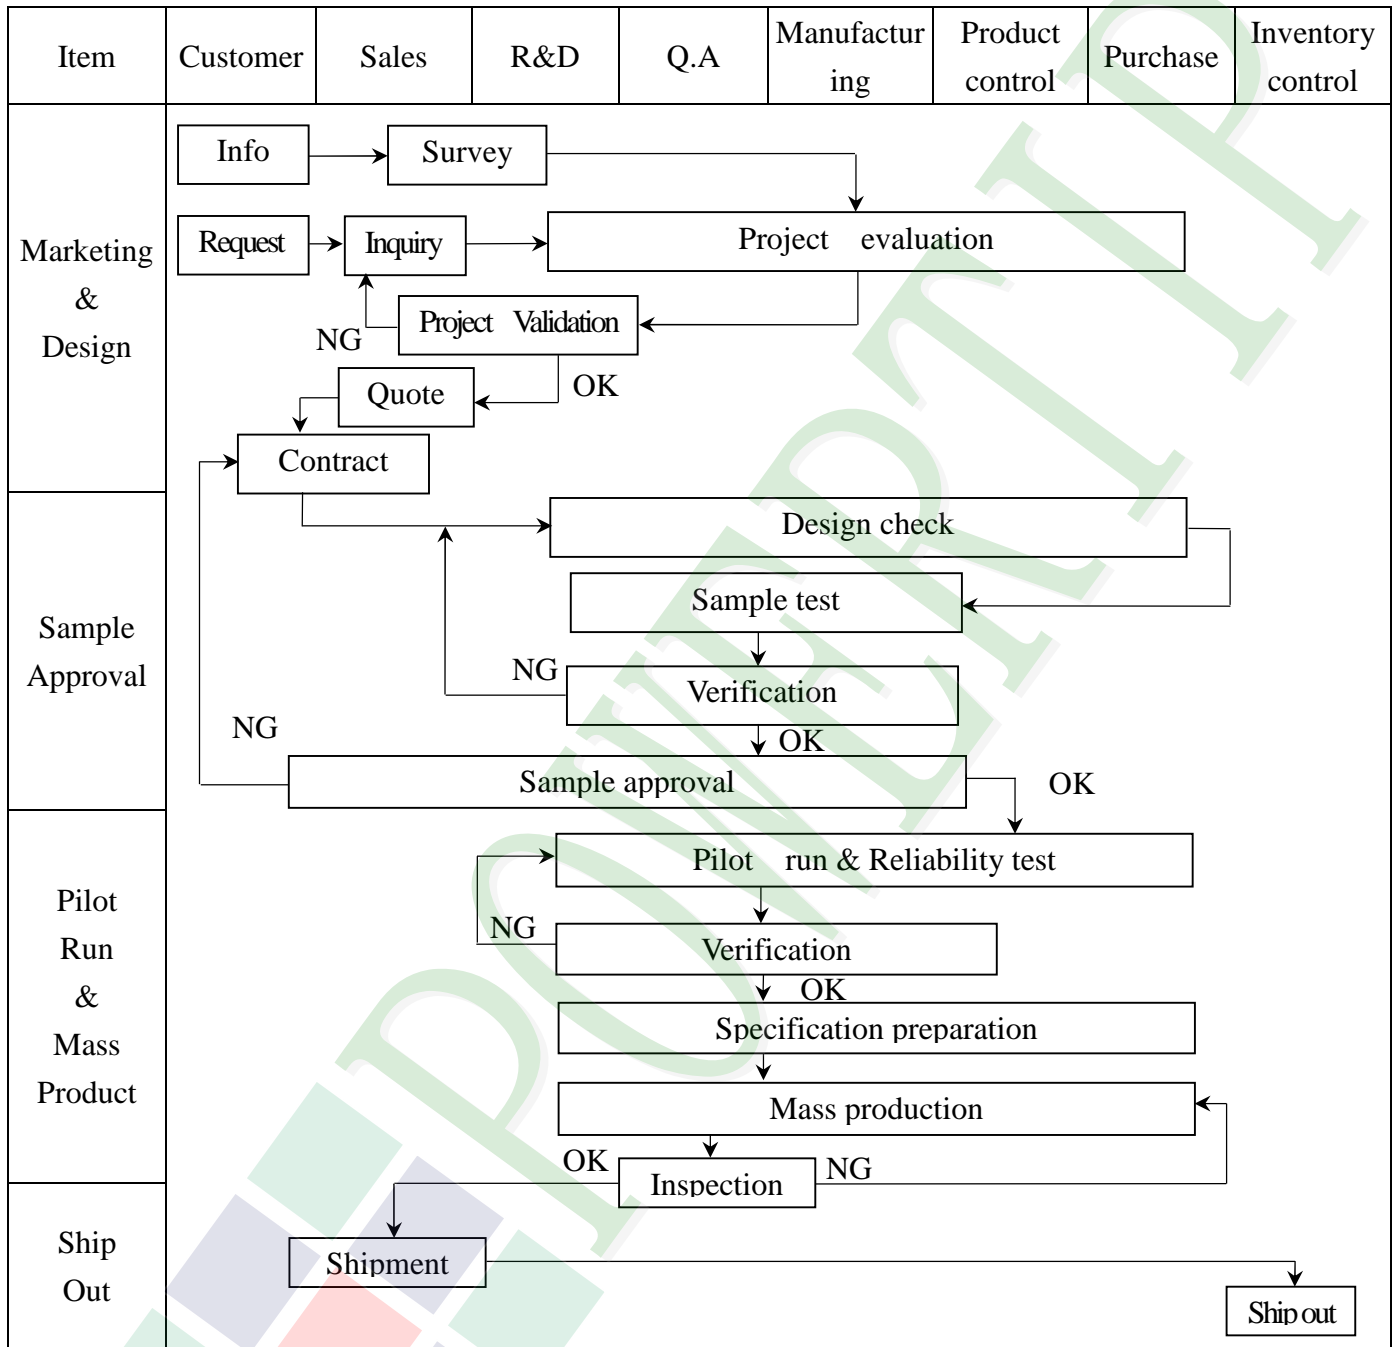 Item
Customer
Sales
R&D
Q.A
Manufactur
ing
Product
control
Purchase
Inventory
control
Marketing
&
Design
Info
Survey
Request
Inquiry
Project evaluation
Project Validation
NG
OK
Quote
Contract
Sample
Approval
Design check
Sample test
NG
Verification
OK
NG
Sample approval
OK
Pilot
Run
&
Mass
Product
Pilot run & Reliability test
NG
Verification
OK
Specification preparation
Mass production
OK
Inspection
NG
Ship
Out
Shipment
Ship out
POWERTIP